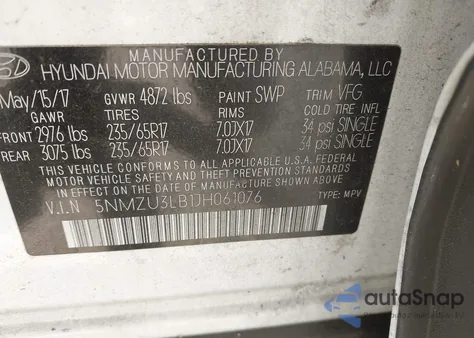 MANUFACTURED BY
HYUNDAI MOTOR MANUFACTURING ALABAMA, LLC
May/15/17 GVWR 4872 lbs PAINT SWP TRIM VFG
GAWR TIRES RIMS COLD TIRE INFL
FRONT 2976 lbs 235/65R17 7.0JX17 34 psi SINGLE
REAR 3075 lbs 235/65R17 7.0JX17 34 psi SINGLE
THIS VEHICLE CONFORMS TO ALL APPLICABLE U.S.A. FEDERAL
MOTOR VEHICLE SAFETY STANDARDS
IN EFFECT ON THE DATE OF MANUFACTURE SHOWN ABOVE.
V.I.N 5NMZU3LB1JH061076 TYPE: MPV
autoSnap